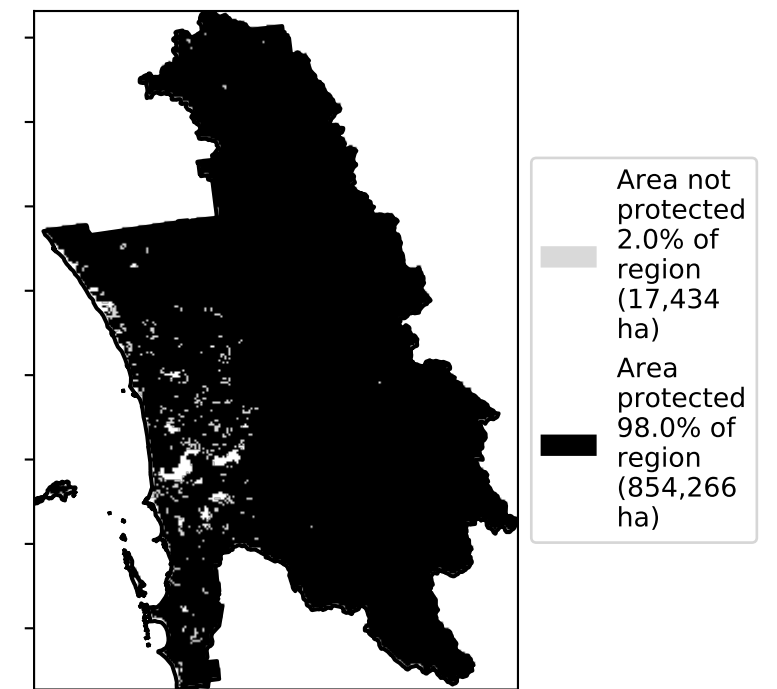 Area not
protected
2.0% of
region
(17,434
ha)
Area
protected
98.0% of
region
(854,266
ha)